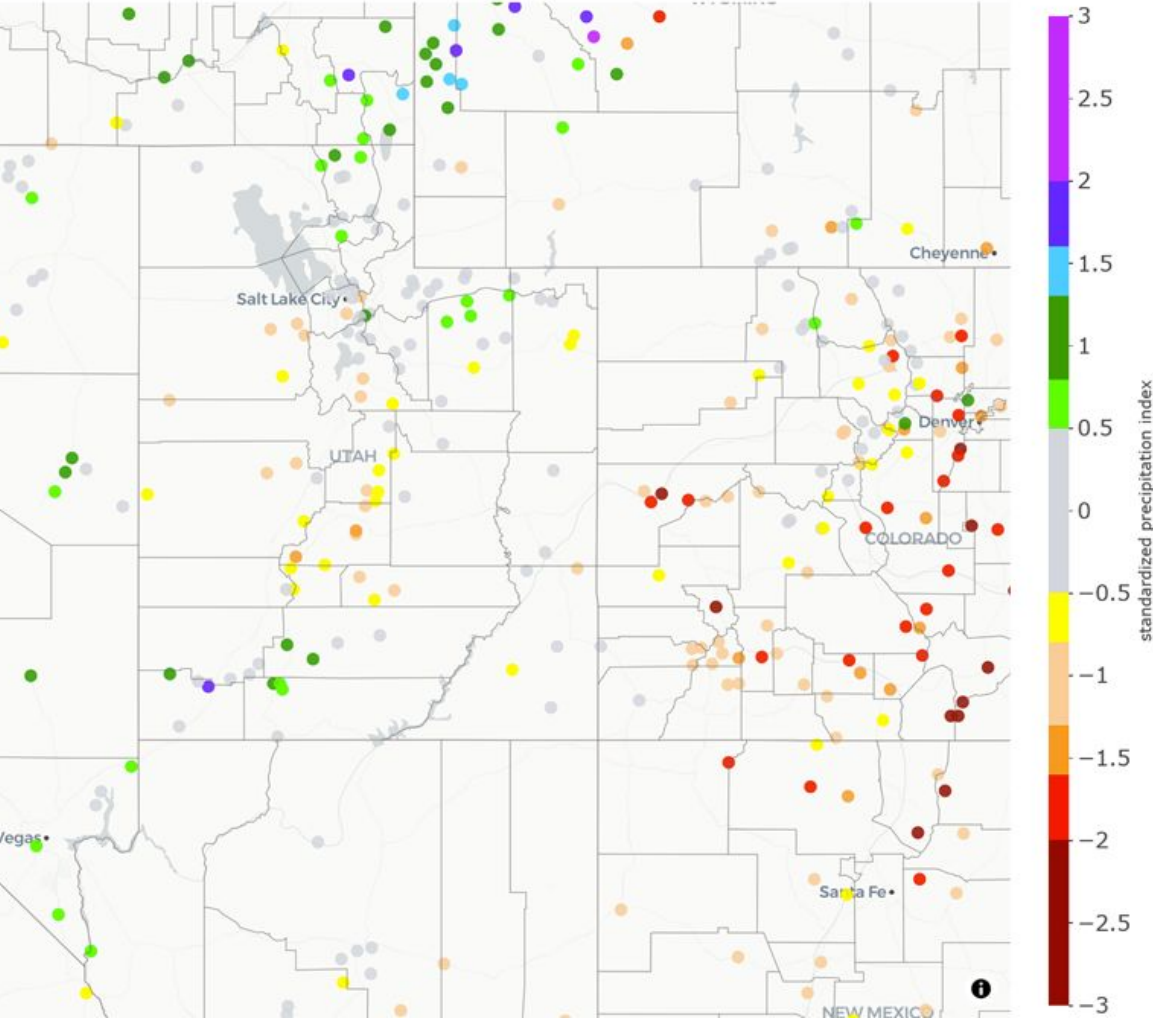 WYOMING
Cheyenne
Salt Lake City
UTAH
Denver
COLORADO
Vegas
Santa Fe
NEW MEXICO
i
3
2.5
2
1.5
1
0.5
0
−0.5
−1
−1.5
−2
−2.5
−3
standardized precipitation index